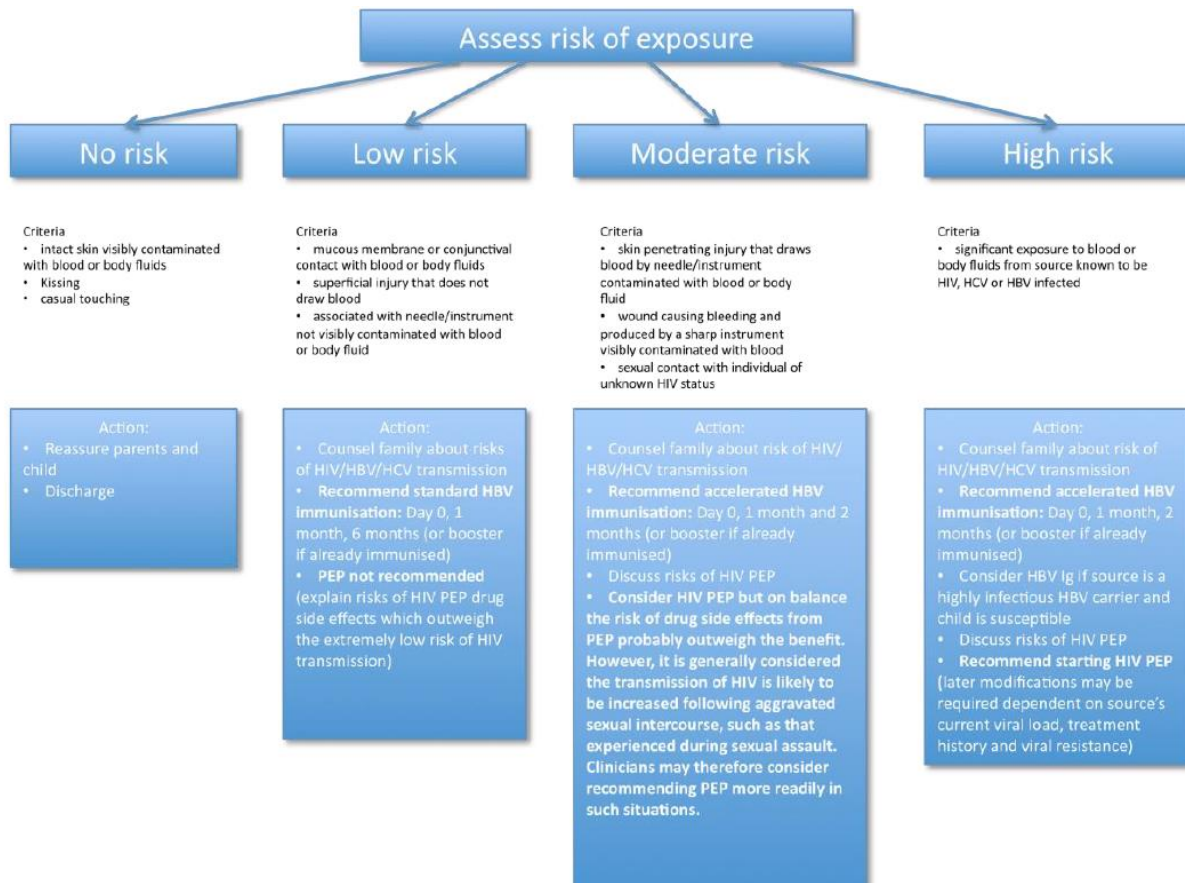 Assess risk of exposure
No risk
Low risk
Moderate risk
High risk
Criteria
• intact skin visibly contaminated
with blood or body fluids
• Kissing
• casual touching
Criteria
• mucous membrane or conjunctival
contact with blood or body fluids
• superficial injury that does not
draw blood
• associated with needle/instrument
not visibly contaminated with blood
or body fluid
Criteria
• skin penetrating injury that draws
blood by needle/instrument
contaminated with blood or body
fluid
• wound causing bleeding and
produced by a sharp instrument
visibly contaminated with blood
• sexual contact with individual of
unknown HIV status
Criteria
• significant exposure to blood or
body fluids from source known to be
HIV, HCV or HBV infected
Action:
• Reassure parents and
child
• Discharge
Action:
• Counsel family about risks
of HIV/HBV/HCV transmission
• Recommend standard HBV
immunisation: Day 0, 1
month, 6 months (or booster
if already immunised)
• PEP not recommended
(explain risks of HIV PEP drug
side effects which outweigh
the extremely low risk of HIV
transmission)
Action:
• Counsel family about risk of HIV/
HBV/HCV transmission
• Recommend accelerated HBV
immunisation: Day 0, 1 month and 2
months (or booster if already
immunised)
• Discuss risks of HIV PEP
• Consider HIV PEP but on balance
the risk of drug side effects from
PEP probably outweigh the benefit.
However, it is generally considered
the transmission of HIV is likely to
be increased following aggravated
sexual intercourse, such as that
experienced during sexual assault.
Clinicians may therefore consider
recommending PEP more readily in
such situations.
Action:
• Counsel family about risk of
HIV/HBV/HCV transmission
• Recommend accelerated HBV
immunisation: Day 0, 1 month, 2
months (or booster if already
immunised)
• Consider HBV Ig if source is a
highly infectious HBV carrier and
child is susceptible
• Discuss risks of HIV PEP
• Recommend starting HIV PEP
(later modifications may be
required dependent on source's
current viral load, treatment
history and viral resistance)